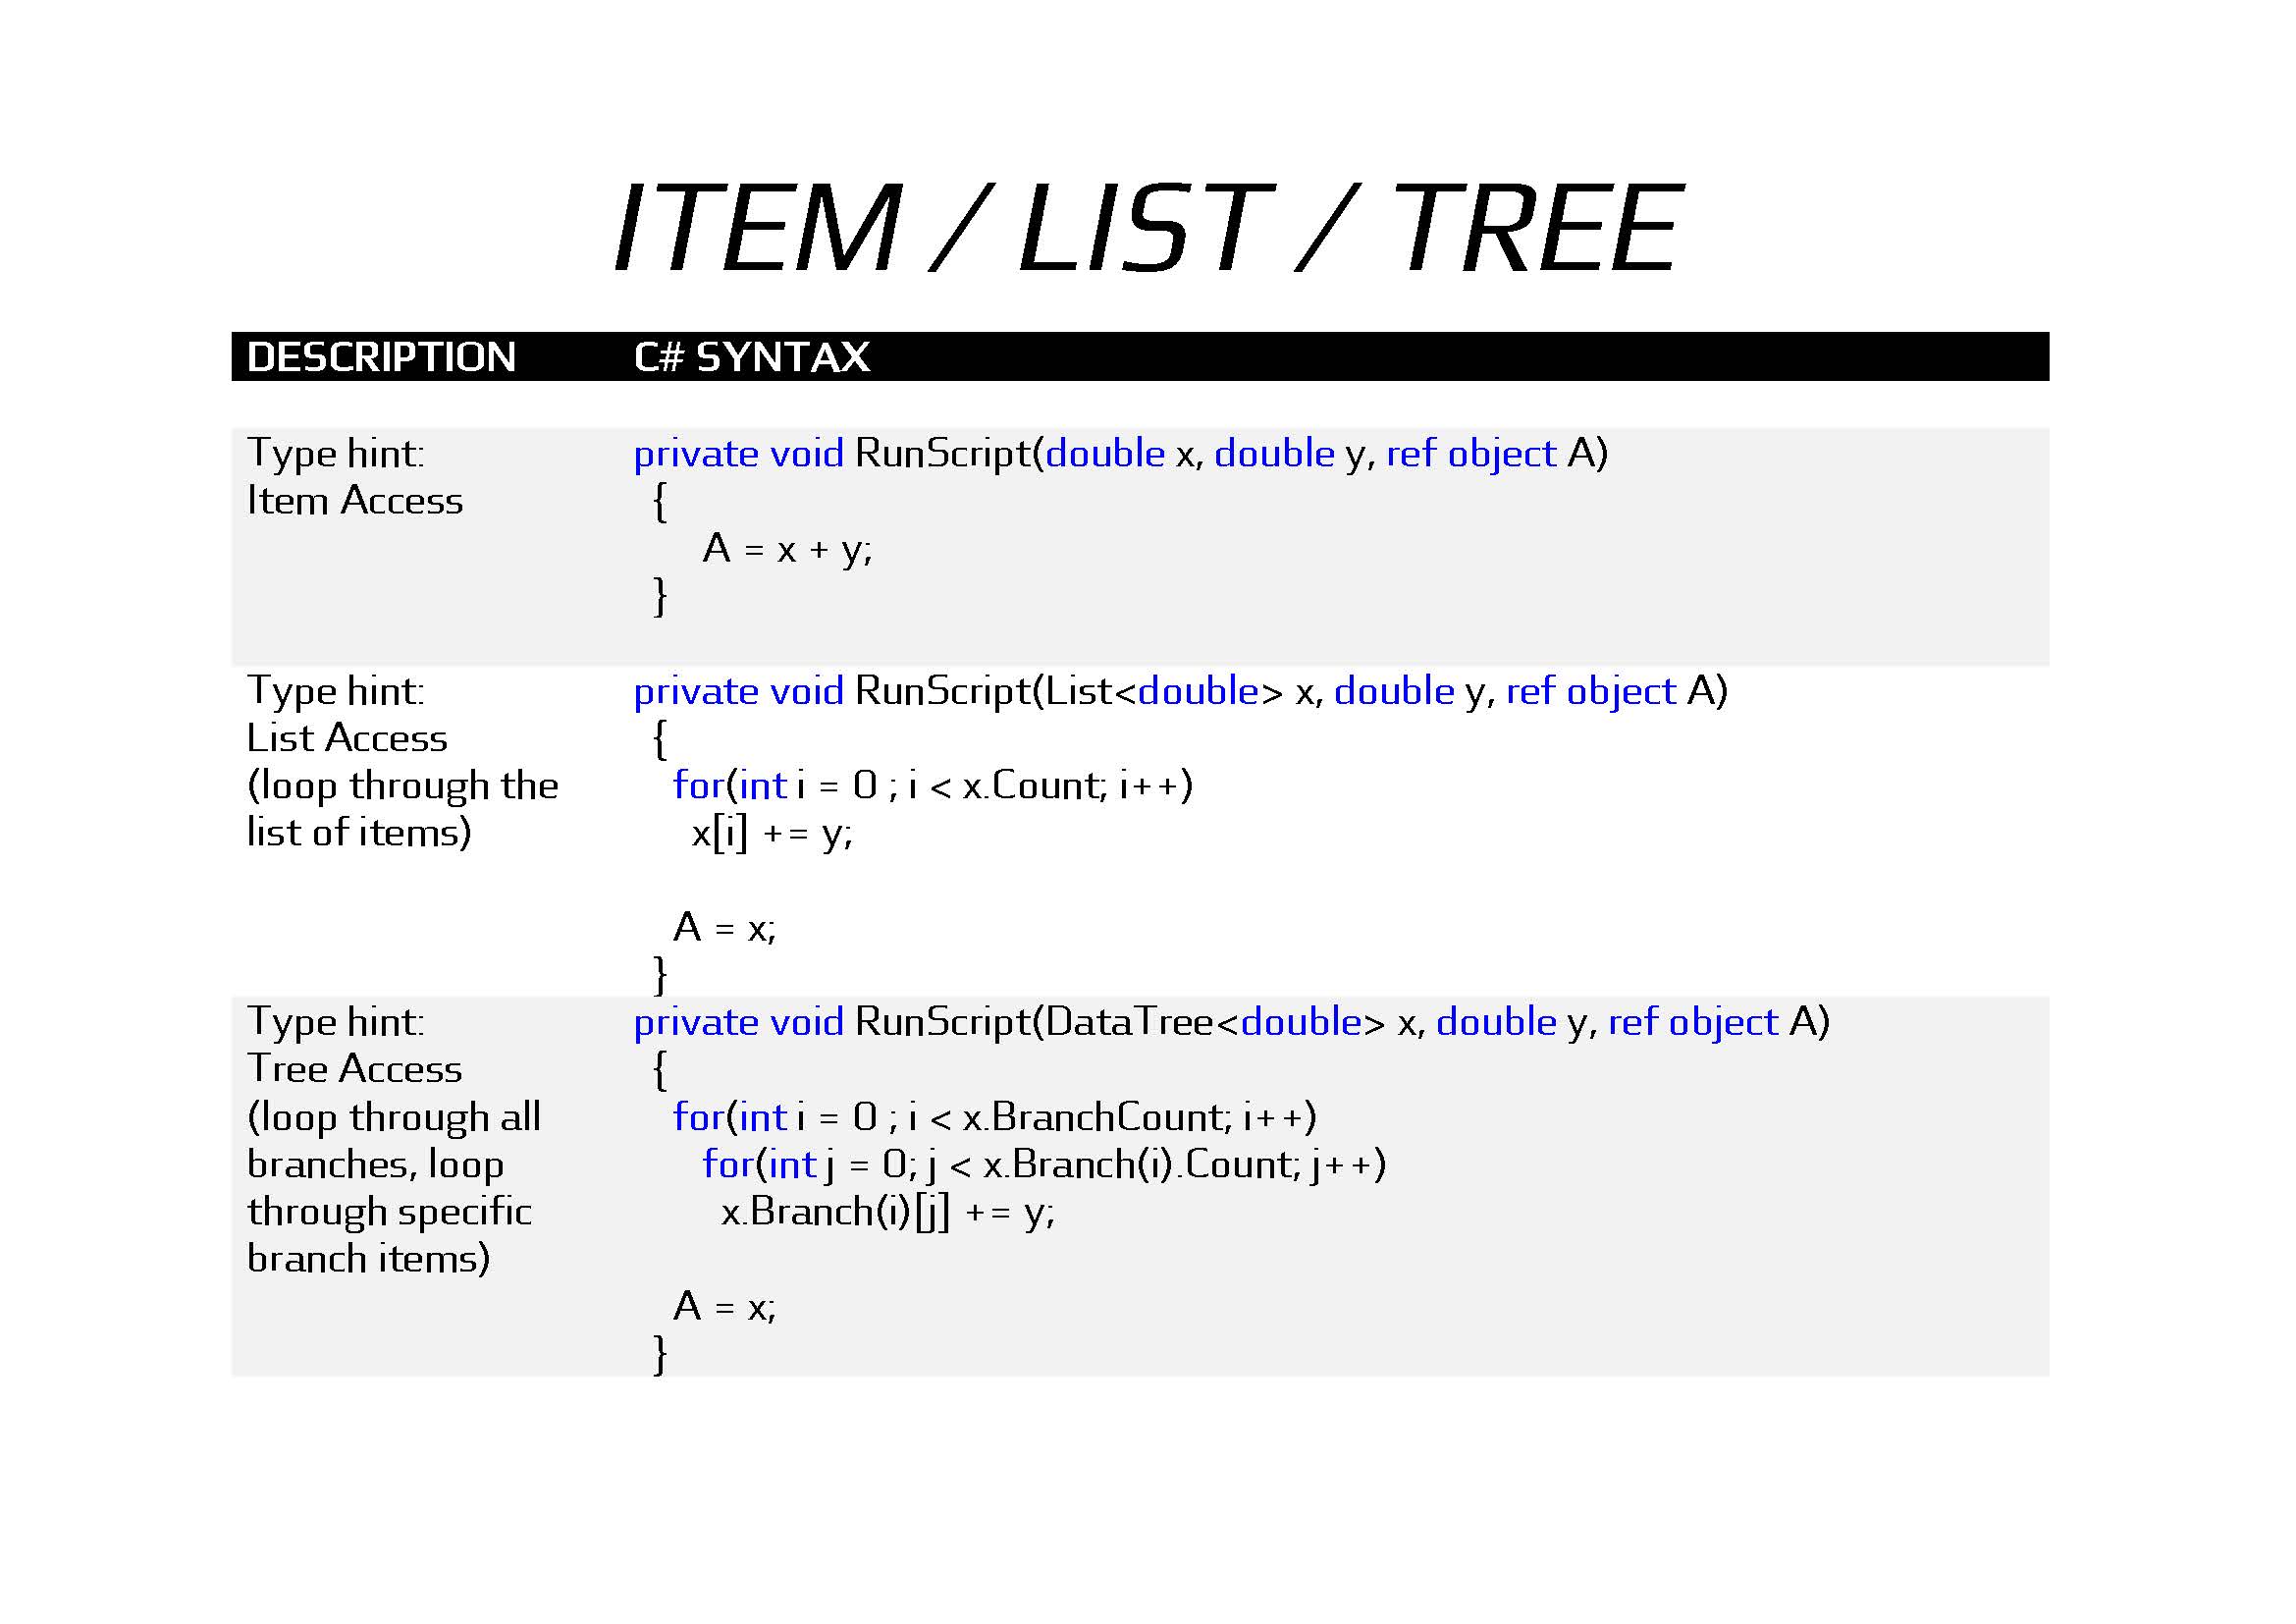 ITEM / LIST / TREE
DESCRIPTION C# SYNTAX
Type hint: private void RunScript(double x, double y, ref object A)
Item Access {
A = x + y;
}
Type hint: private void RunScript(List<double> x, double y, ref object A)
List Access {
(loop through the for(int i = 0 ; i < x.Count; i++)
list of items) x[i] += y;
A = x;
}
Type hint: private void RunScript(DataTree<double> x, double y, ref object A)
Tree Access {
(loop through all for(int i = 0 ; i < x.BranchCount; i++)
branches, loop for(int j = 0; j < x.Branch(i).Count; j++)
through specific x.Branch(i)[j] += y;
branch items)
A = x;
}